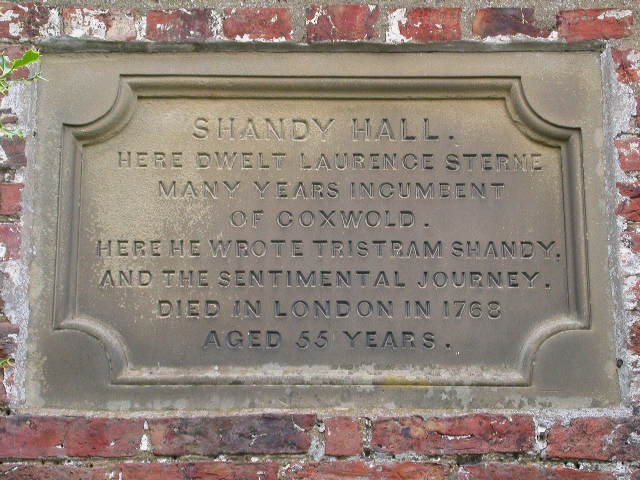 SHANDY HALL.
HERE DWELT LAURENCE STERNE
MANY YEARS INCUMBENT
OF COXWOLD.
HERE HE WROTE TRISTRAM SHANDY,
AND THE SENTIMENTAL JOURNEY.
DIED IN LONDON IN 1768
AGED 55 YEARS.